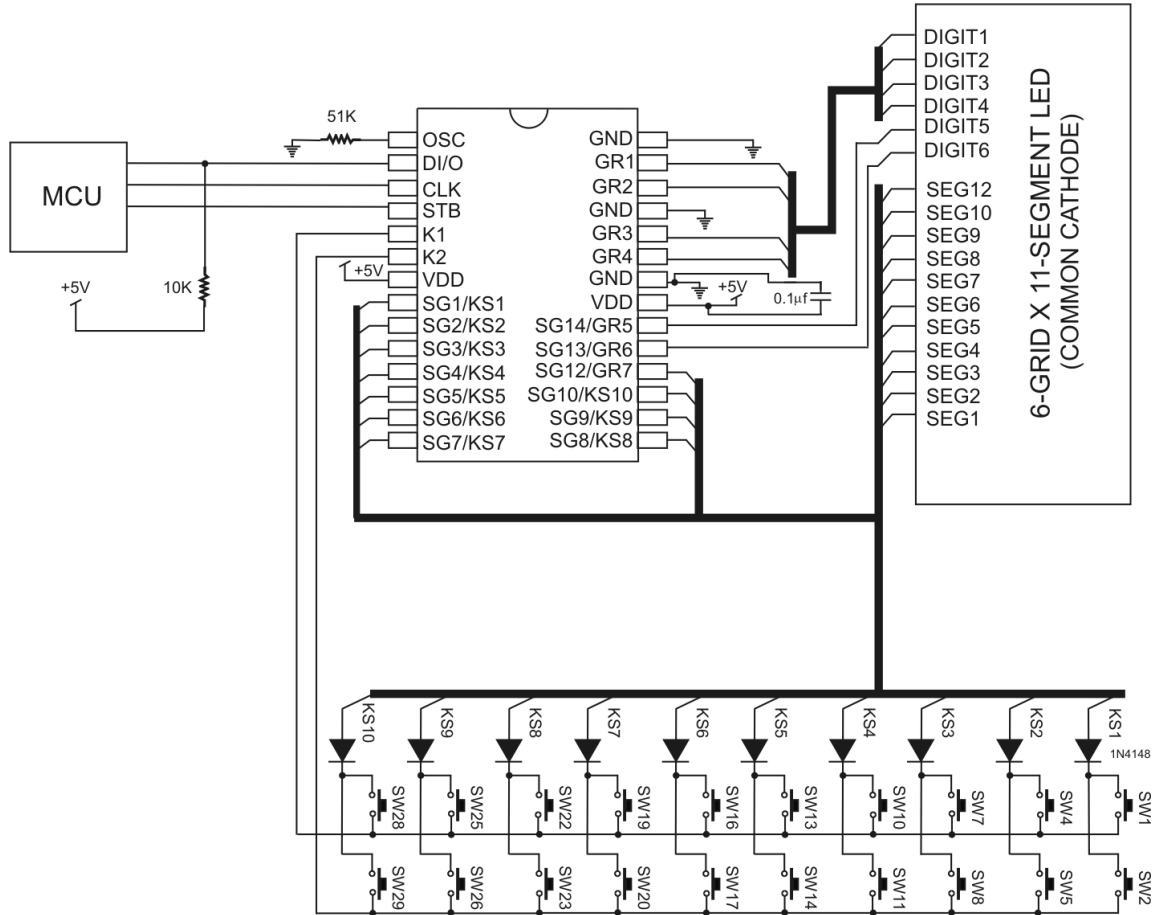 MCU
+5V
10K
51K
OSC
DI/O
CLK
STB
K1
K2
+5V
VDD
SG1/KS1
SG2/KS2
SG3/KS3
SG4/KS4
SG5/KS5
SG6/KS6
SG7/KS7
GND
GR1
GR2
GND
GR3
GR4
GND
VDD
SG14/GR5
SG13/GR6
SG12/GR7
SG10/KS10
SG9/KS9
SG8/KS8
+5V
0.1μf
DIGIT1
DIGIT2
DIGIT3
DIGIT4
DIGIT5
DIGIT6
SEG12
SEG10
SEG9
SEG8
SEG7
SEG6
SEG5
SEG4
SEG3
SEG2
SEG1
6-GRID X 11-SEGMENT LED
(COMMON CATHODE)
KS10
KS9
KS8
KS7
KS6
KS5
KS4
KS3
KS2
KS1
1N4148
SW28
SW25
SW22
SW19
SW16
SW13
SW10
SW7
SW4
SW1
SW29
SW26
SW23
SW20
SW17
SW14
SW11
SW8
SW5
SW2